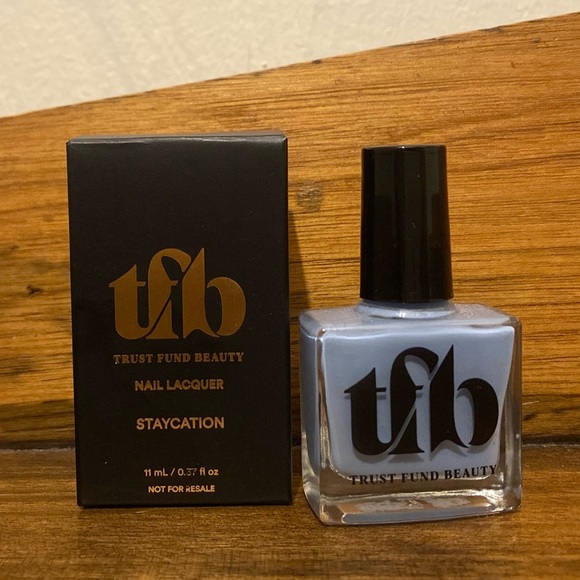 tfb
TRUST FUND BEAUTY
NAIL LACQUER
STAYCATION
11 mL / 0.37 fl oz
NOT FOR RESALE
tfb
TRUST FUND BEAUTY